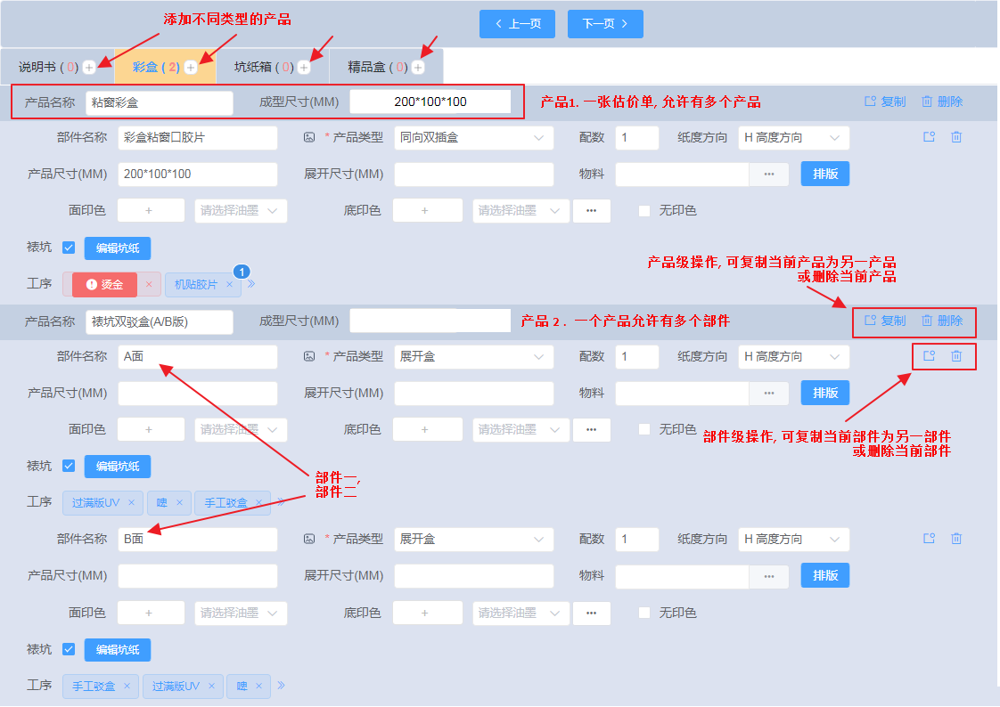 添加不同类型的产品
上一页 下一页
说明书 ( 0) + 彩盒 ( 2) + 坑纸箱 ( 0) + 精品盒 ( 0) +
产品名称 粘窗彩盒 成型尺寸(MM) 200*100*100 产品1. 一张估价单, 允许有多个产品 复制 删除
部件名称 彩盒粘窗口胶片 * 产品类型 同向双插盒 配数 1 纸度方向 H 高度方向
产品尺寸(MM) 200*100*100 展开尺寸(MM) 物料 ··· 排版
面印色 + 请选择油墨 底印色 + 请选择油墨 ··· 无印色
裱坑 编辑坑纸
产品级操作, 可复制当前产品为另一产品
或删除当前产品
工序 烫金 × 机贴胶片 × 1
产品名称 裱坑双驳盒(A/B版) 成型尺寸(MM) 产品 2 . 一个产品允许有多个部件 复制 删除
部件名称 A面 * 产品类型 展开盒 配数 1 纸度方向 H 高度方向
产品尺寸(MM) 展开尺寸(MM) 物料 ··· 排版
面印色 + 请选择油墨 底印色 + 请选择油墨 ··· 无印色
部件级操作, 可复制当前部件为另一部件
或删除当前部件
裱坑 编辑坑纸
部件一,
部件二
工序 过满版UV × 啤 × 手工驳盒 ×
部件名称 B面 * 产品类型 展开盒 配数 1 纸度方向 H 高度方向
产品尺寸(MM) 展开尺寸(MM) 物料 ··· 排版
面印色 + 请选择油墨 底印色 + 请选择油墨 ··· 无印色
裱坑 编辑坑纸
工序 手工驳盒 × 过满版UV × 啤 ×